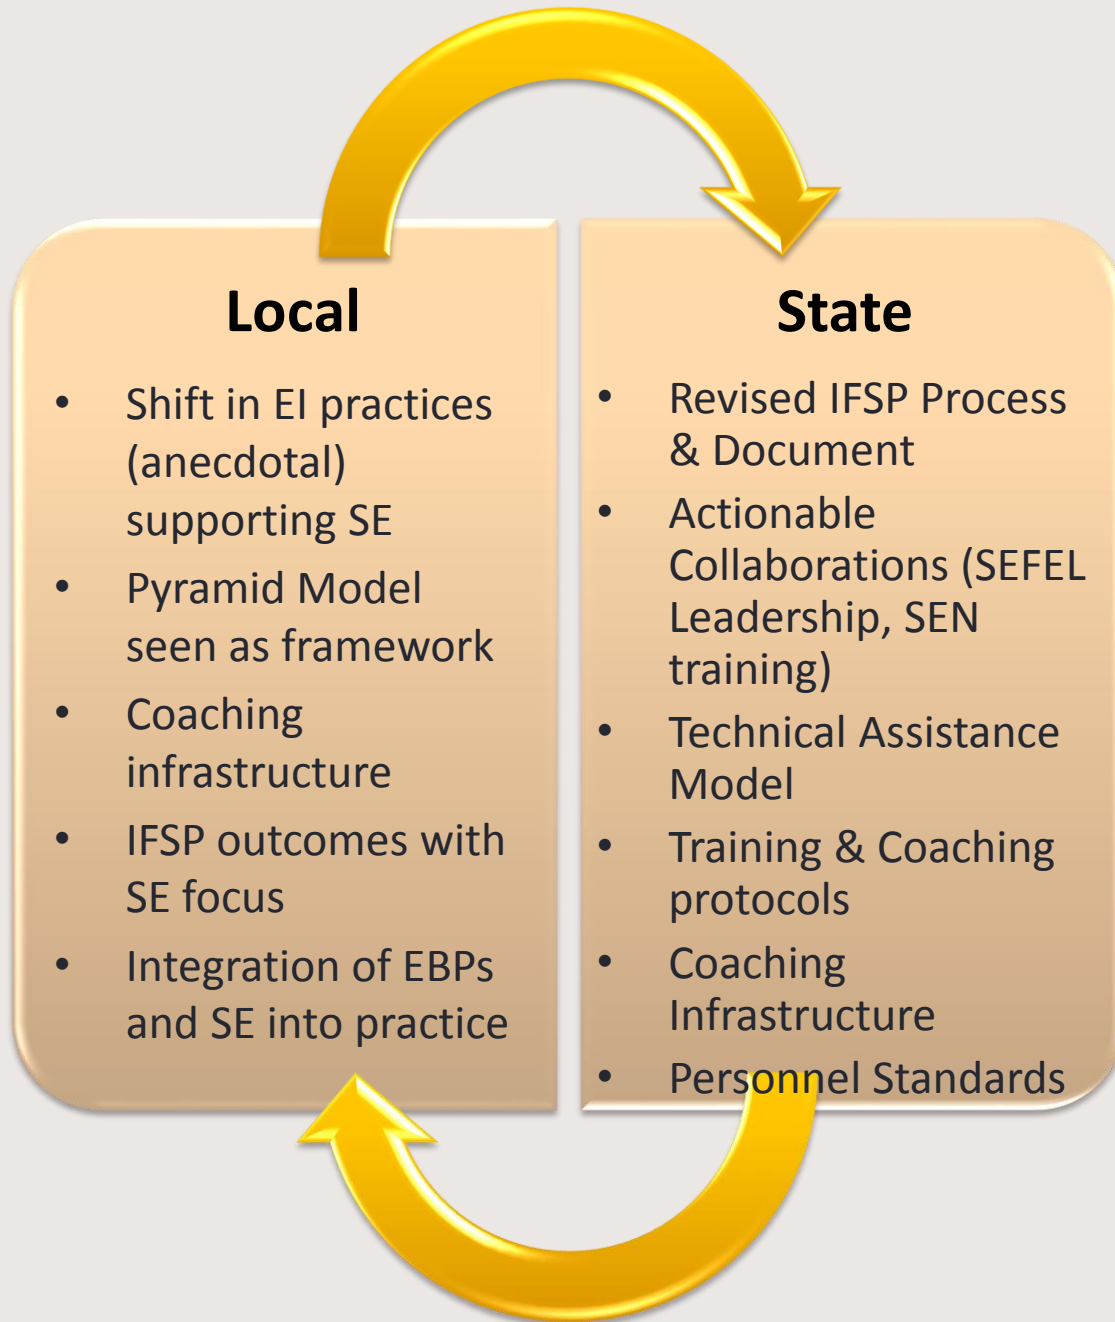 Local
• Shift in EI practices
(anecdotal)
supporting SE
• Pyramid Model
seen as framework
• Coaching
infrastructure
• IFSP outcomes with
SE focus
• Integration of EBPs
and SE into practice
State
• Revised IFSP Process
& Document
• Actionable
Collaborations (SEFEL
Leadership, SEN
training)
• Technical Assistance
Model
• Training & Coaching
protocols
• Coaching
Infrastructure
• Personnel Standards